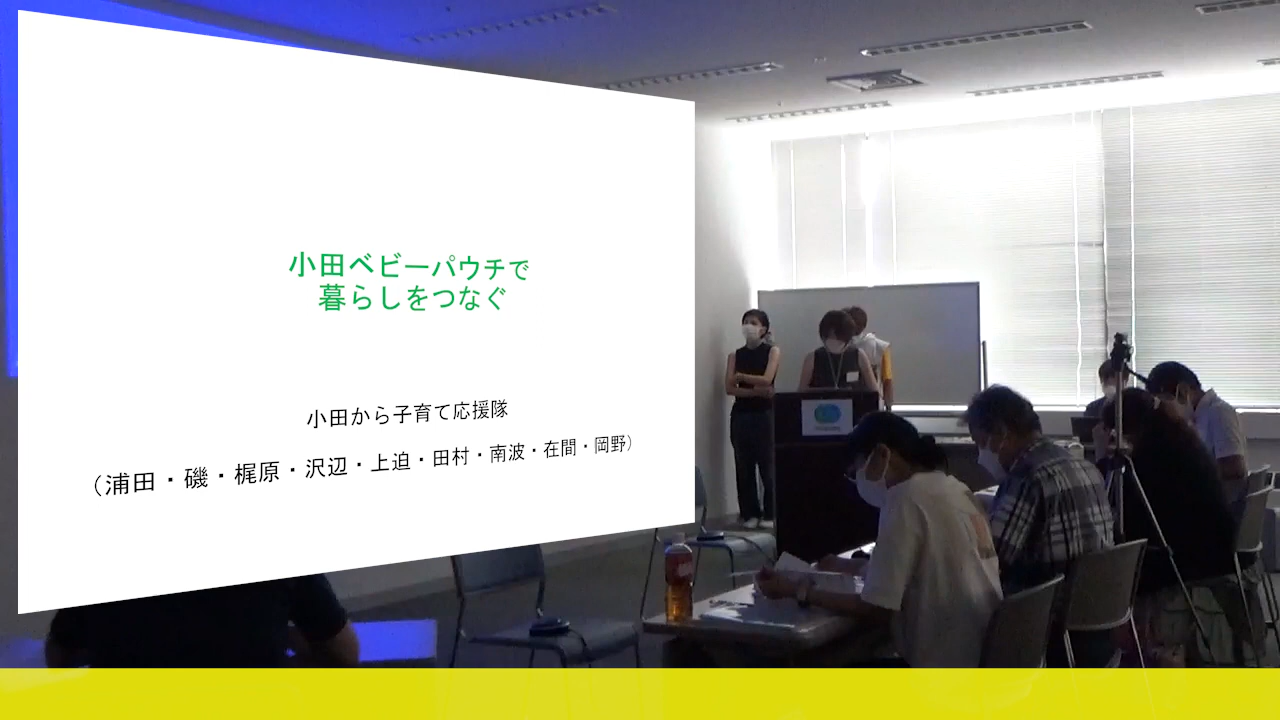 小田ベビーパウチで
暮らしをつなぐ
小田から子育て応援隊
（浦田・磯・梶原・沢辺・上迫・田村・南波・在間・岡野）